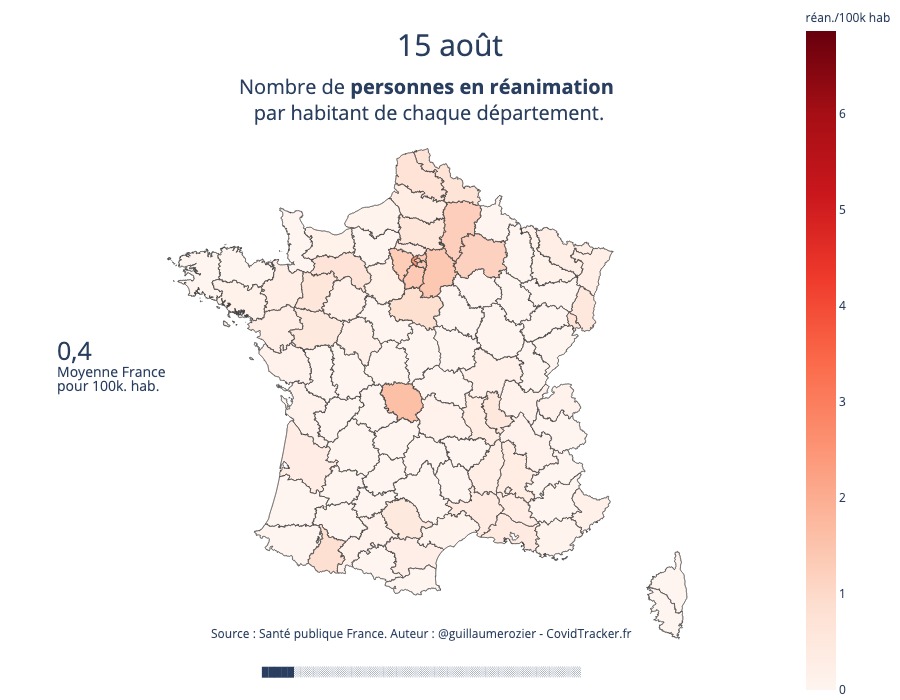 réan./100k hab
15 août
Nombre de personnes en réanimation
par habitant de chaque département.
6
5
4
3
2
1
0
0,4
Moyenne France
pour 100k. hab.
Source : Santé publique France. Auteur : @guillaumerozier - CovidTracker.fr